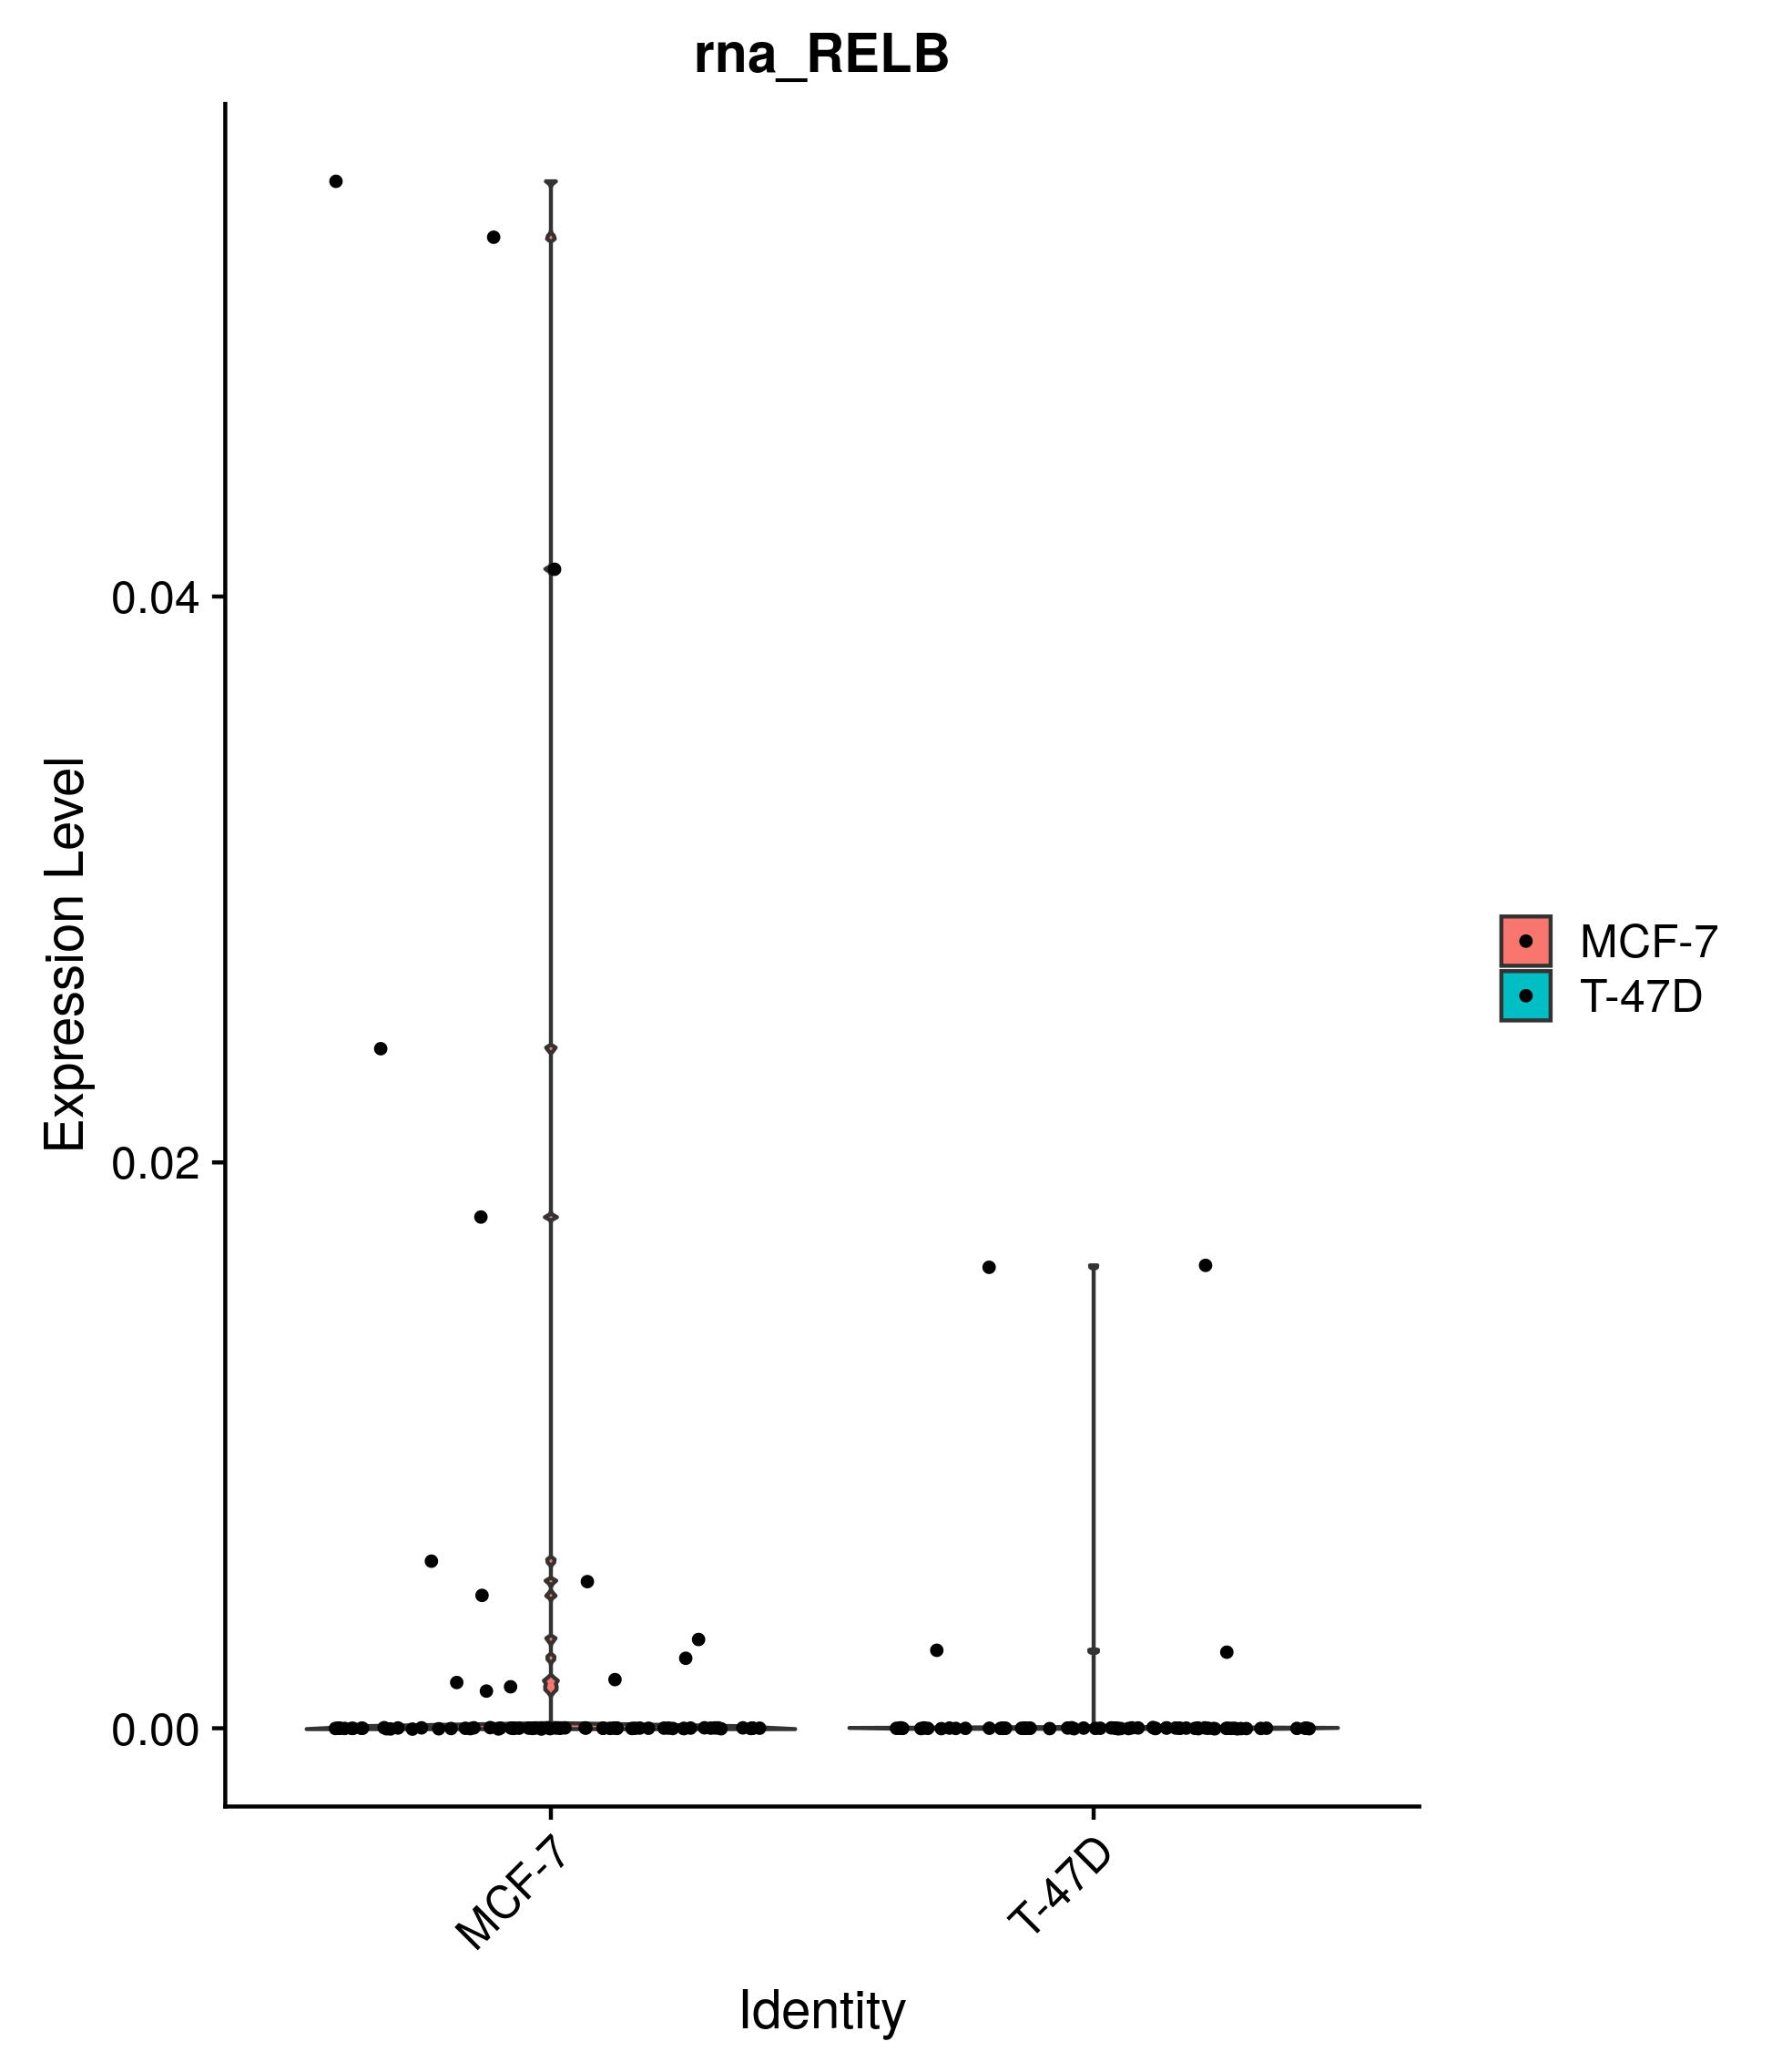 rna_RELB
Expression Level
0.04
0.02
0.00
MCF-7
T-47D
Identity
MCF-7
T-47D